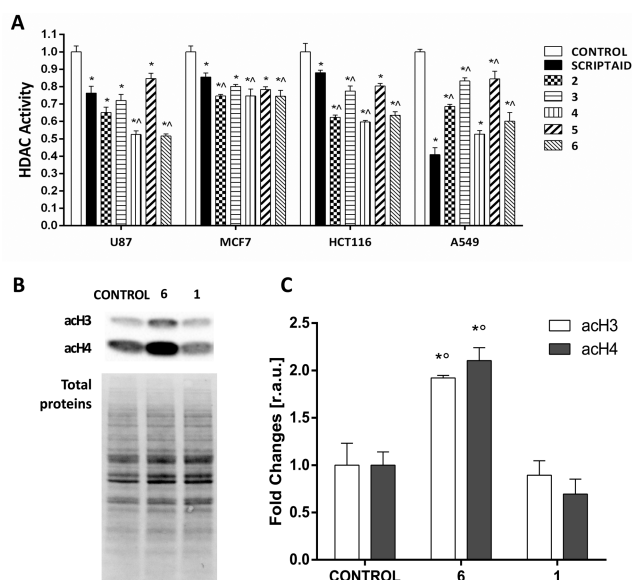 A
HDAC Activity
1.1
1.0
0.9
0.8
0.7
0.6
0.5
0.4
0.3
0.2
0.1
0.0
* * * * * ^ * * ^
* * ^ * * ^ * * ^
* * ^ * ^ * ^ * * ^
* * ^ * ^ * * ^ * ^
U87 MCF7 HCT116 A549
CONTROL
SCRIPTAID
2
3
4
5
6
B
CONTROL 6 1
acH3
acH4
Total
proteins
C
Fold Changes [r.a.u.]
2.5
2.0
1.5
1.0
0.5
0.0
*° *°
CONTROL 6 1
acH3
acH4